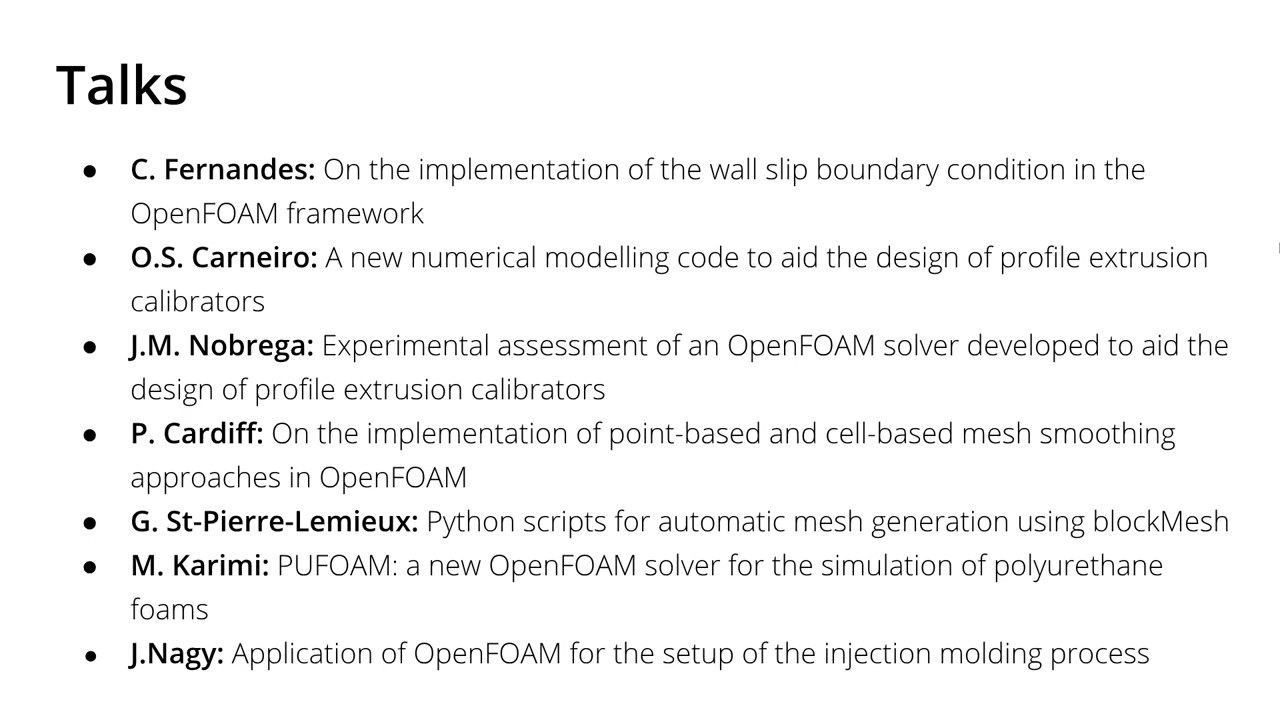 Talks
● C. Fernandes: On the implementation of the wall slip boundary condition in the
OpenFOAM framework
● O.S. Carneiro: A new numerical modelling code to aid the design of profile extrusion
calibrators
● J.M. Nobrega: Experimental assessment of an OpenFOAM solver developed to aid the
design of profile extrusion calibrators
● P. Cardiff: On the implementation of point-based and cell-based mesh smoothing
approaches in OpenFOAM
● G. St-Pierre-Lemieux: Python scripts for automatic mesh generation using blockMesh
● M. Karimi: PUFOAM: a new OpenFOAM solver for the simulation of polyurethane
foams
● J.Nagy: Application of OpenFOAM for the setup of the injection molding process